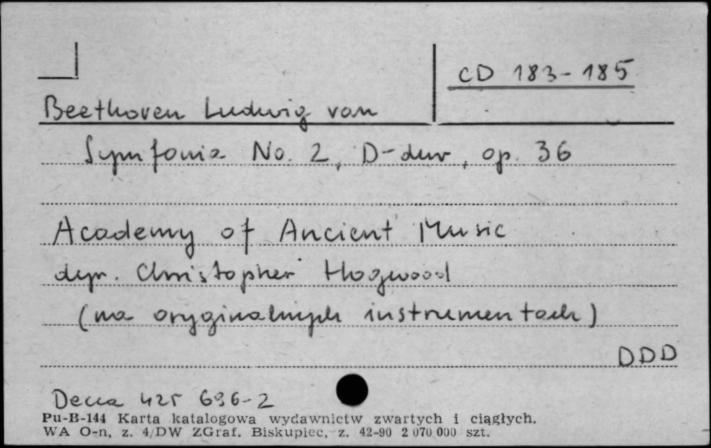 CD 183-185
Beethoven Ludwig van
Symfonia No. 2, D-dur, op. 36
Academy of Ancient Music
dyr. Christopher Hogwood
(na oryginalnych instrumentach)
DDD
Decca 425 696-2
Pu-B-144 Karta katalogowa wydawnictw zwartych i ciągłych.
WA O-n, z. 4/DW ZGraf. Biskupiec, z. 42-90 2 070 000 szt.